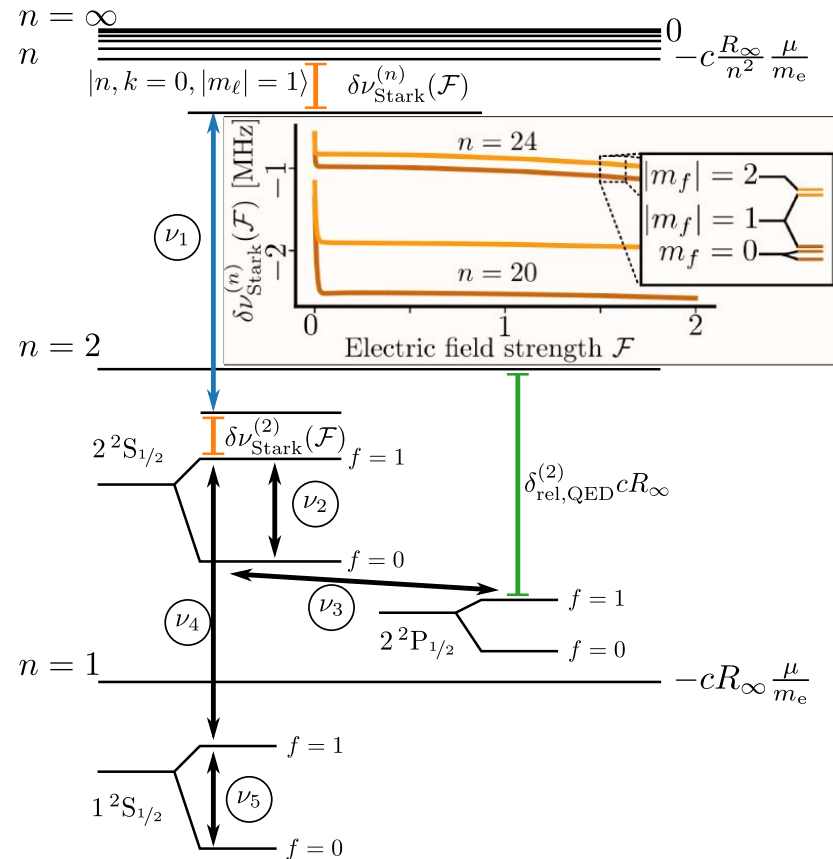 n = ∞
0
n
−c R∞/n² μ/mₑ
|n, k = 0, |m_ℓ| = 1⟩
δν_Stark^(n)(ℱ)
ν₁
δν_Stark^(n)(ℱ) [MHz]
−1
−2
n = 24
n = 20
|m_f| = 2
|m_f| = 1
m_f = 0
0
1
2
Electric field strength ℱ
n = 2
δν_Stark^(2)(ℱ)
2 ²S₁/₂
f = 1
ν₂
δ_rel,QED^(2) cR∞
f = 0
ν₃
ν₄
f = 1
2 ²P₁/₂
f = 0
n = 1
−cR∞ μ/mₑ
f = 1
1 ²S₁/₂
ν₅
f = 0